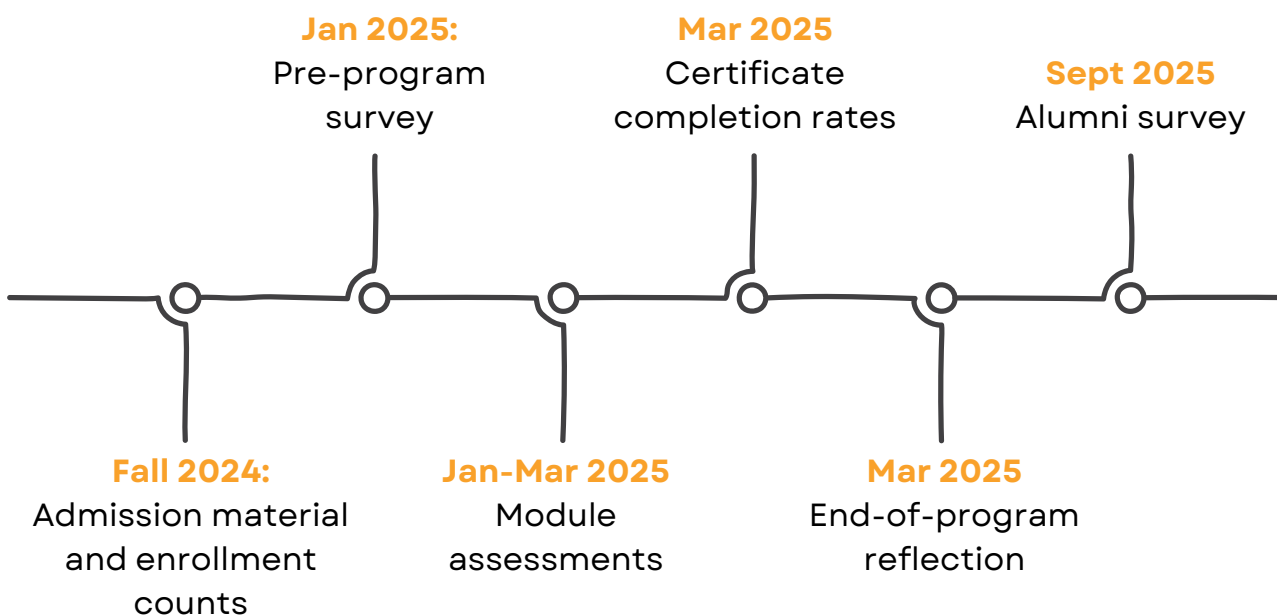 Jan 2025:
Pre-program
survey
Mar 2025
Certificate
completion rates
Sept 2025
Alumni survey
Fall 2024:
Admission material
and enrollment
counts
Jan-Mar 2025
Module
assessments
Mar 2025
End-of-program
reflection